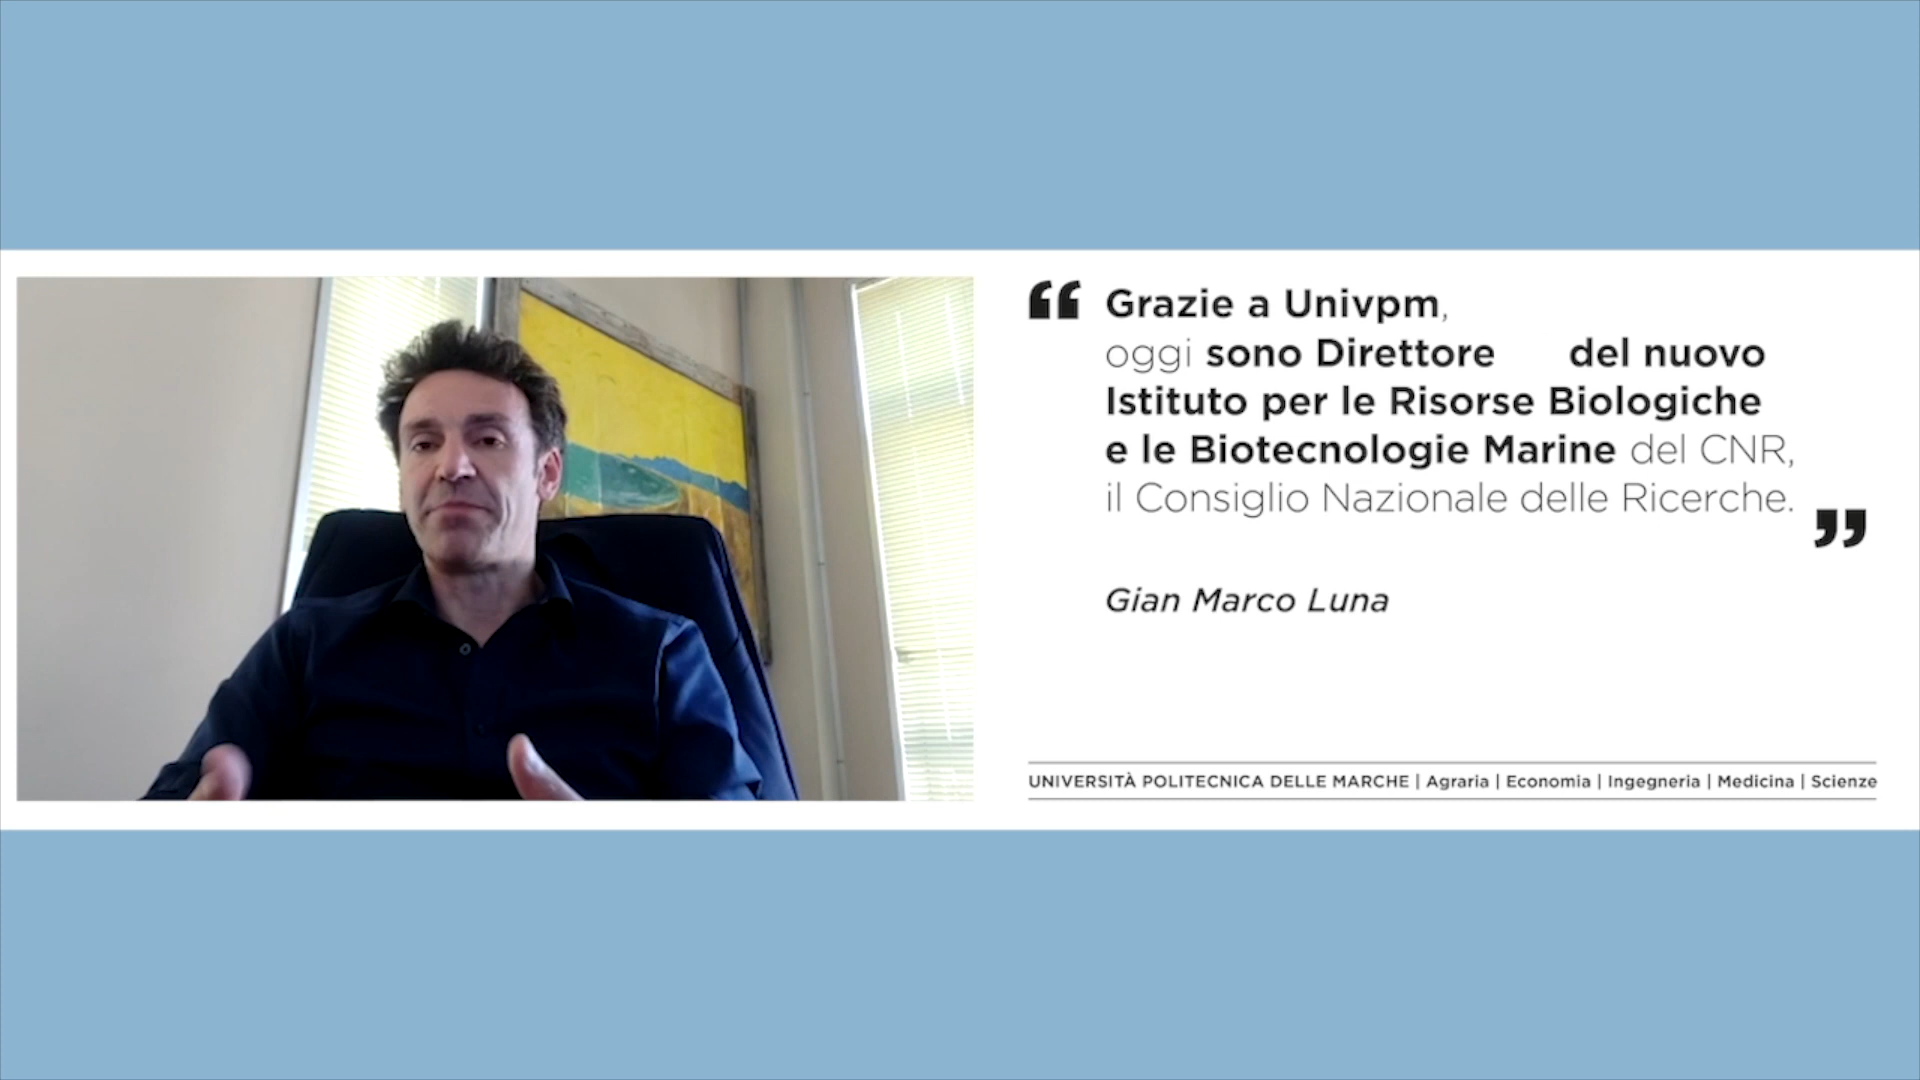 “ Grazie a Univpm,
oggi sono Direttore del nuovo
Istituto per le Risorse Biologiche
e le Biotecnologie Marine del CNR,
il Consiglio Nazionale delle Ricerche. ”
Gian Marco Luna
UNIVERSITÀ POLITECNICA DELLE MARCHE | Agraria | Economia | Ingegneria | Medicina | Scienze